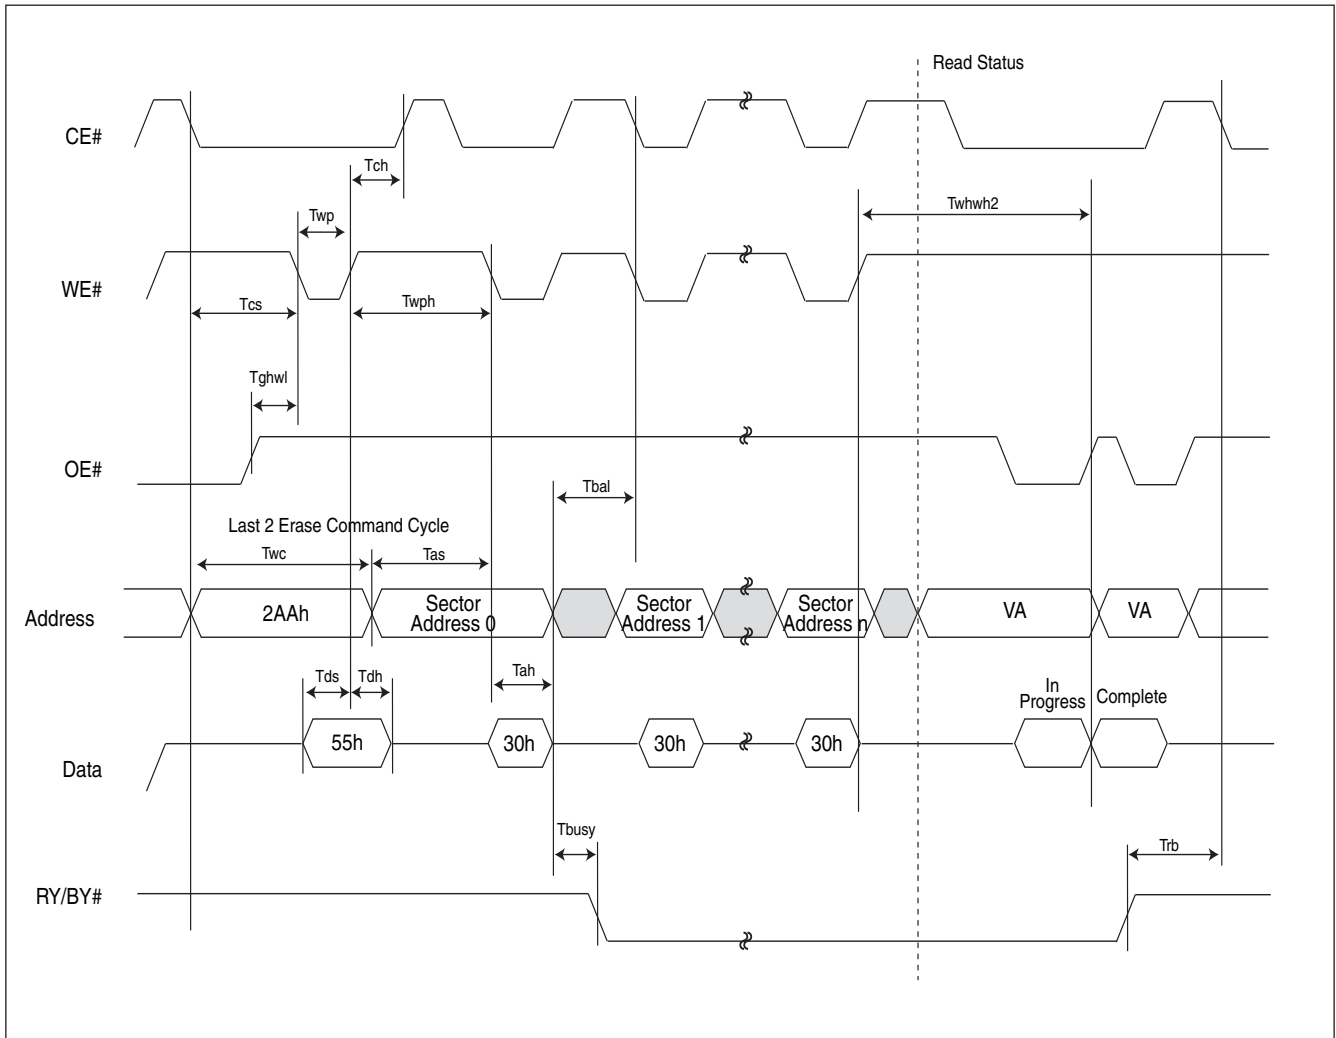 Read Status
CE#
Tch
Twhwh2
Twp
WE#
Tcs
Twph
Tghwl
OE#
Tbal
Last 2 Erase Command Cycle
Twc
Tas
Address
2AAh
Sector
Address 0
Sector
Address 1
Sector
Address n
VA
VA
Tds
Tdh
Tah
In
Progress
Complete
Data
55h
30h
30h
30h
Tbusy
Trb
RY/BY#